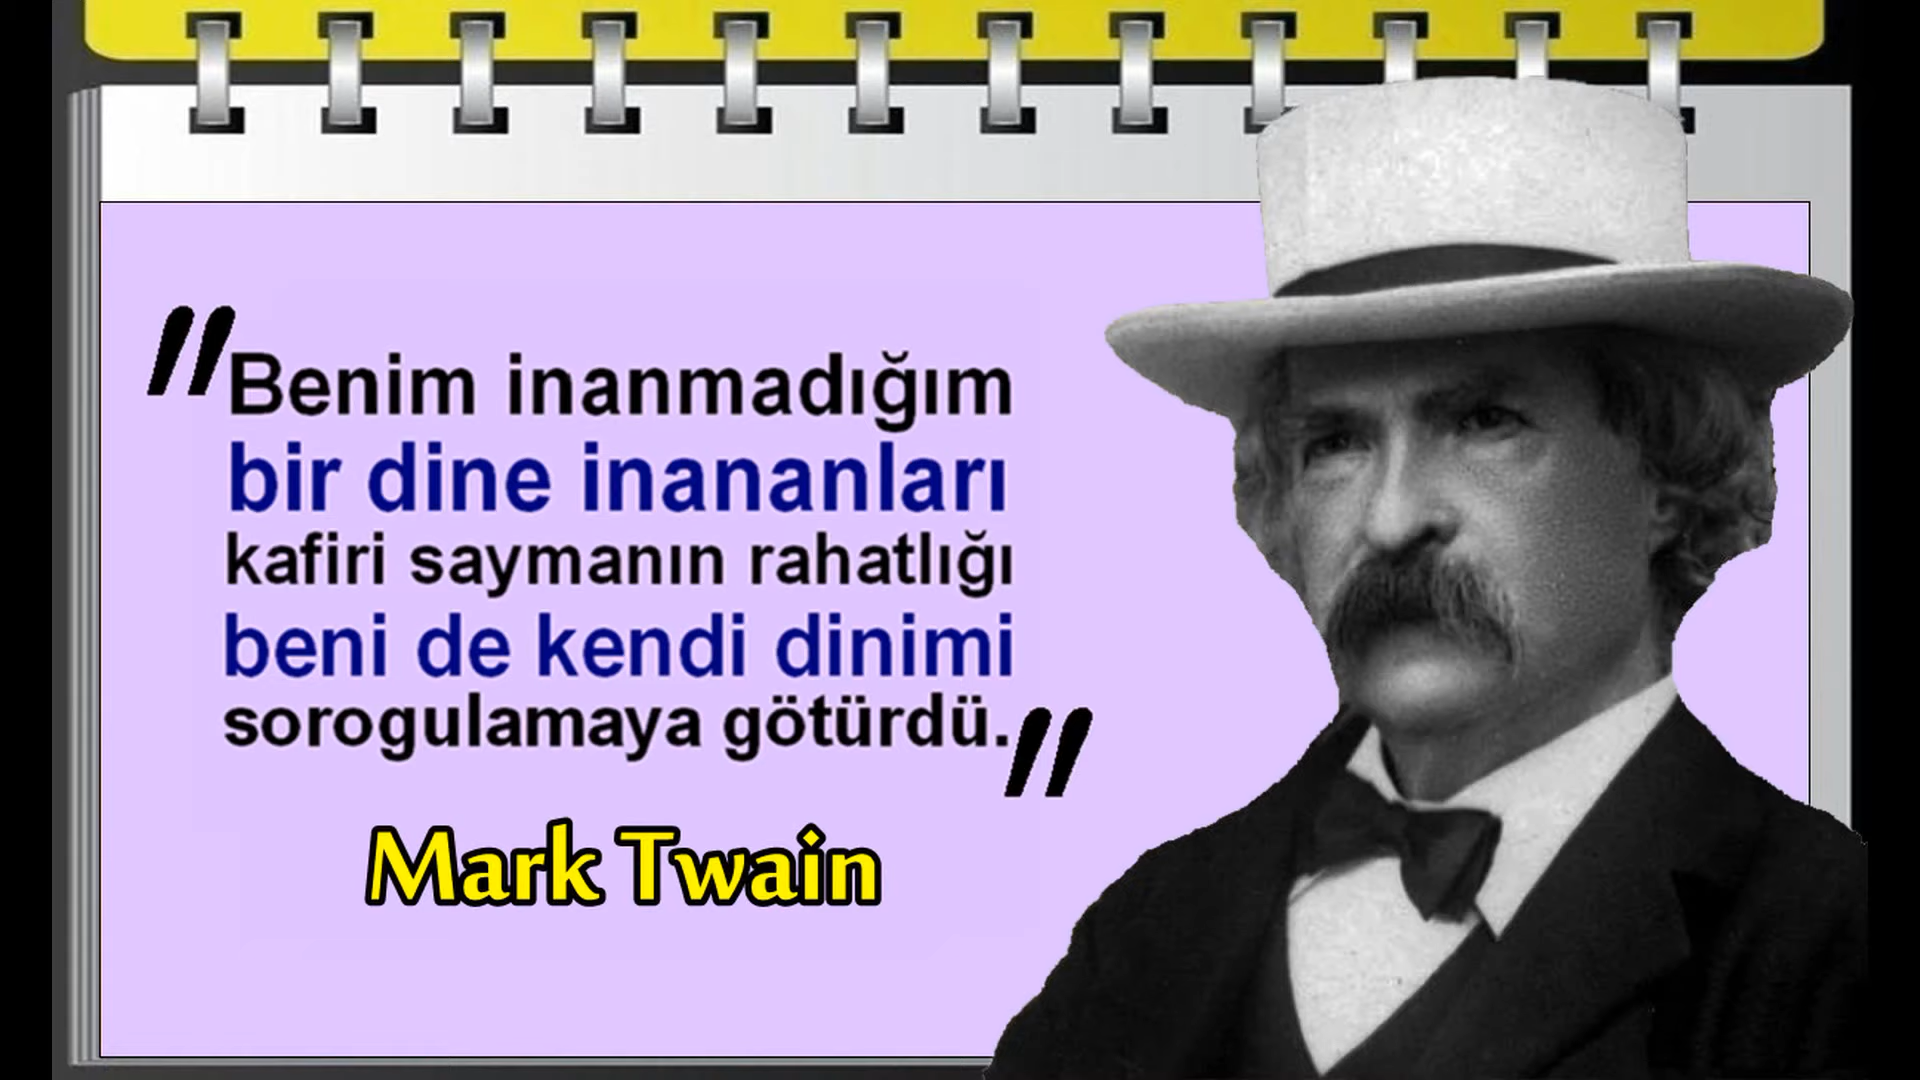 "Benim inanmadığım
bir dine inananları
kafiri saymanın rahatlığı
beni de kendi dinimi
sorogulamaya götürdü."
Mark Twain